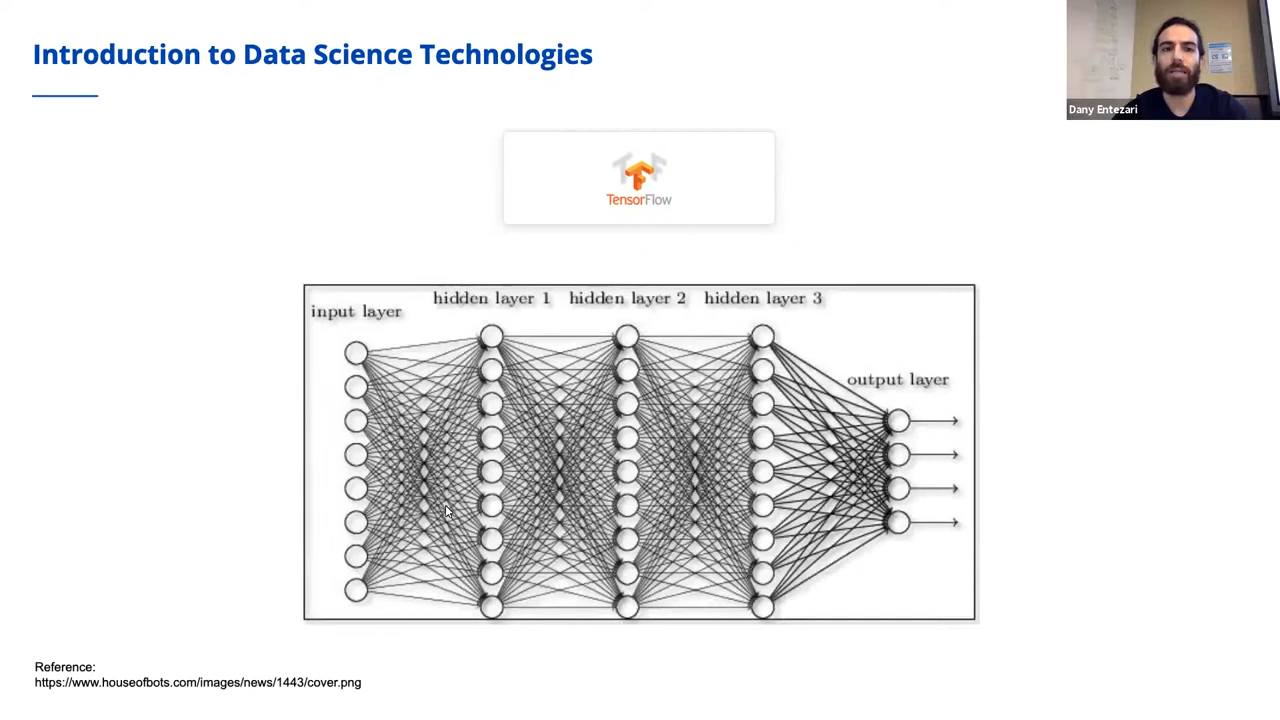 Introduction to Data Science Technologies
Dany Entezari
TensorFlow
input layer
hidden layer 1
hidden layer 2
hidden layer 3
output layer
Reference:
https://www.houseofbots.com/images/news/1443/cover.png